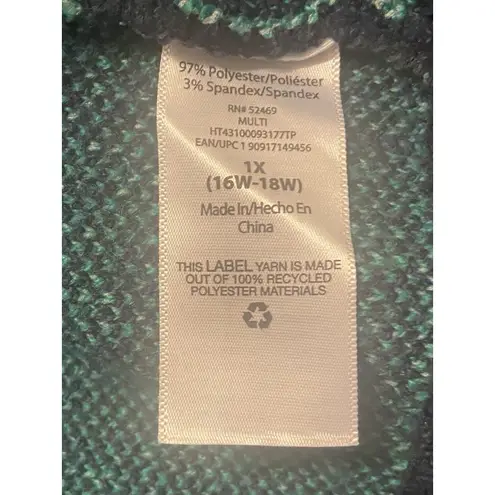 97% Polyester/Poliéster
3% Spandex/Spandex
RN# 52469
MULTI
HT43100093177TP
EAN/UPC 1 90917149456
1X
(16W-18W)
Made In/Hecho En
China
THIS LABEL YARN IS MADE
OUT OF 100% RECYCLED
POLYESTER MATERIALS